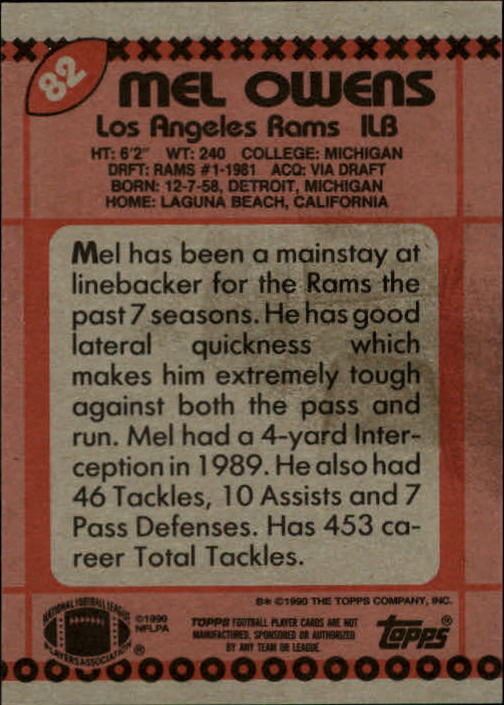 82
MEL OWENS
Los Angeles Rams ILB
HT: 6'2" WT: 240 COLLEGE: MICHIGAN
DRFT: RAMS #1-1981 ACQ: VIA DRAFT
BORN: 12-7-58, DETROIT, MICHIGAN
HOME: LAGUNA BEACH, CALIFORNIA
Mel has been a mainstay at
linebacker for the Rams the
past 7 seasons. He has good
lateral quickness which
makes him extremely tough
against both the pass and
run. Mel had a 4-yard Inter-
ception in 1989. He also had
46 Tackles, 10 Assists and 7
Pass Defenses. Has 453 ca-
reer Total Tackles.
B* ©1990 THE TOPPS COMPANY, INC.
NATIONAL FOOTBALL LEAGUE
PLAYERS ASSOCIATION
®
©1990
NFLPA
TOPPS FOOTBALL PLAYER CARDS ARE NOT
MANUFACTURED, SPONSORED OR AUTHORIZED
BY ANY TEAM OR LEAGUE.
topps®